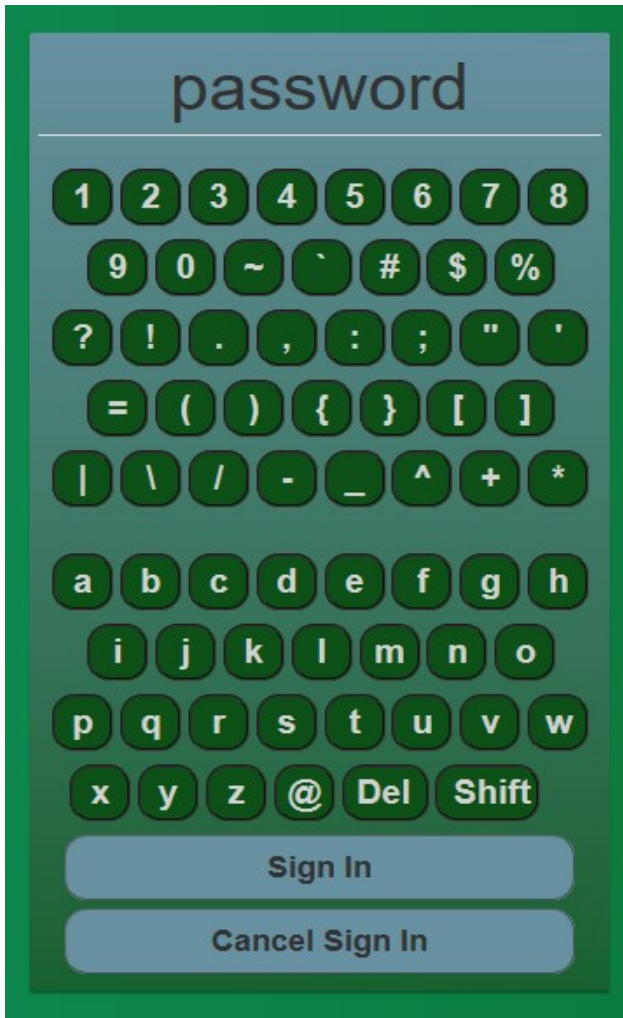 password
1 2 3 4 5 6 7 8
9 0 ~ ` # $ %
? ! . , : ; " '
= ( ) { } [ ]
| \ / - _ ^ + *
a b c d e f g h
i j k l m n o
p q r s t u v w
x y z @ Del Shift
Sign In
Cancel Sign In